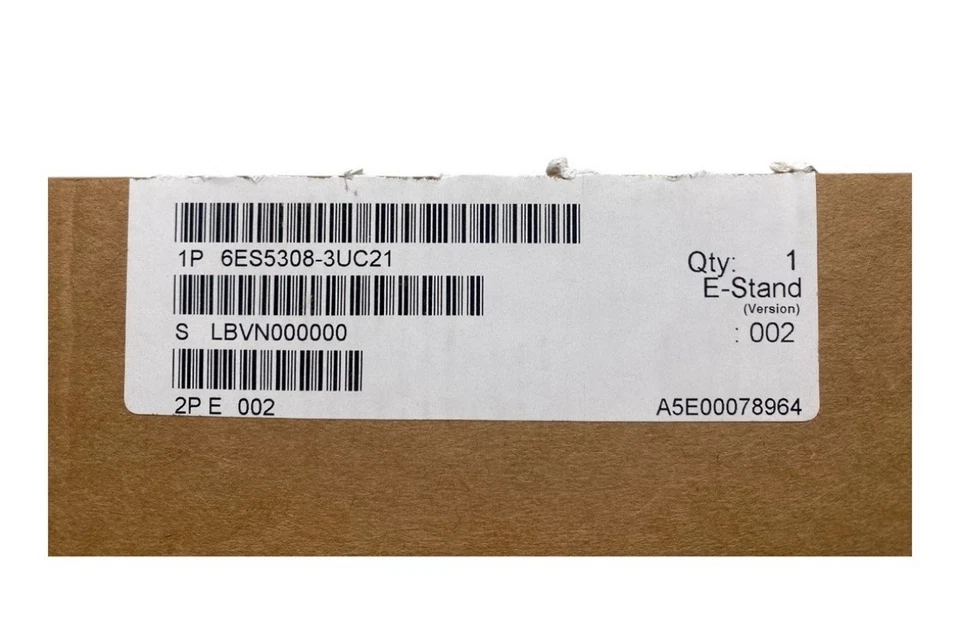 1P 6ES5308-3UC21
Qty: 1
E-Stand
(Version)
S LBVN000000
: 002
2P E 002
A5E00078964